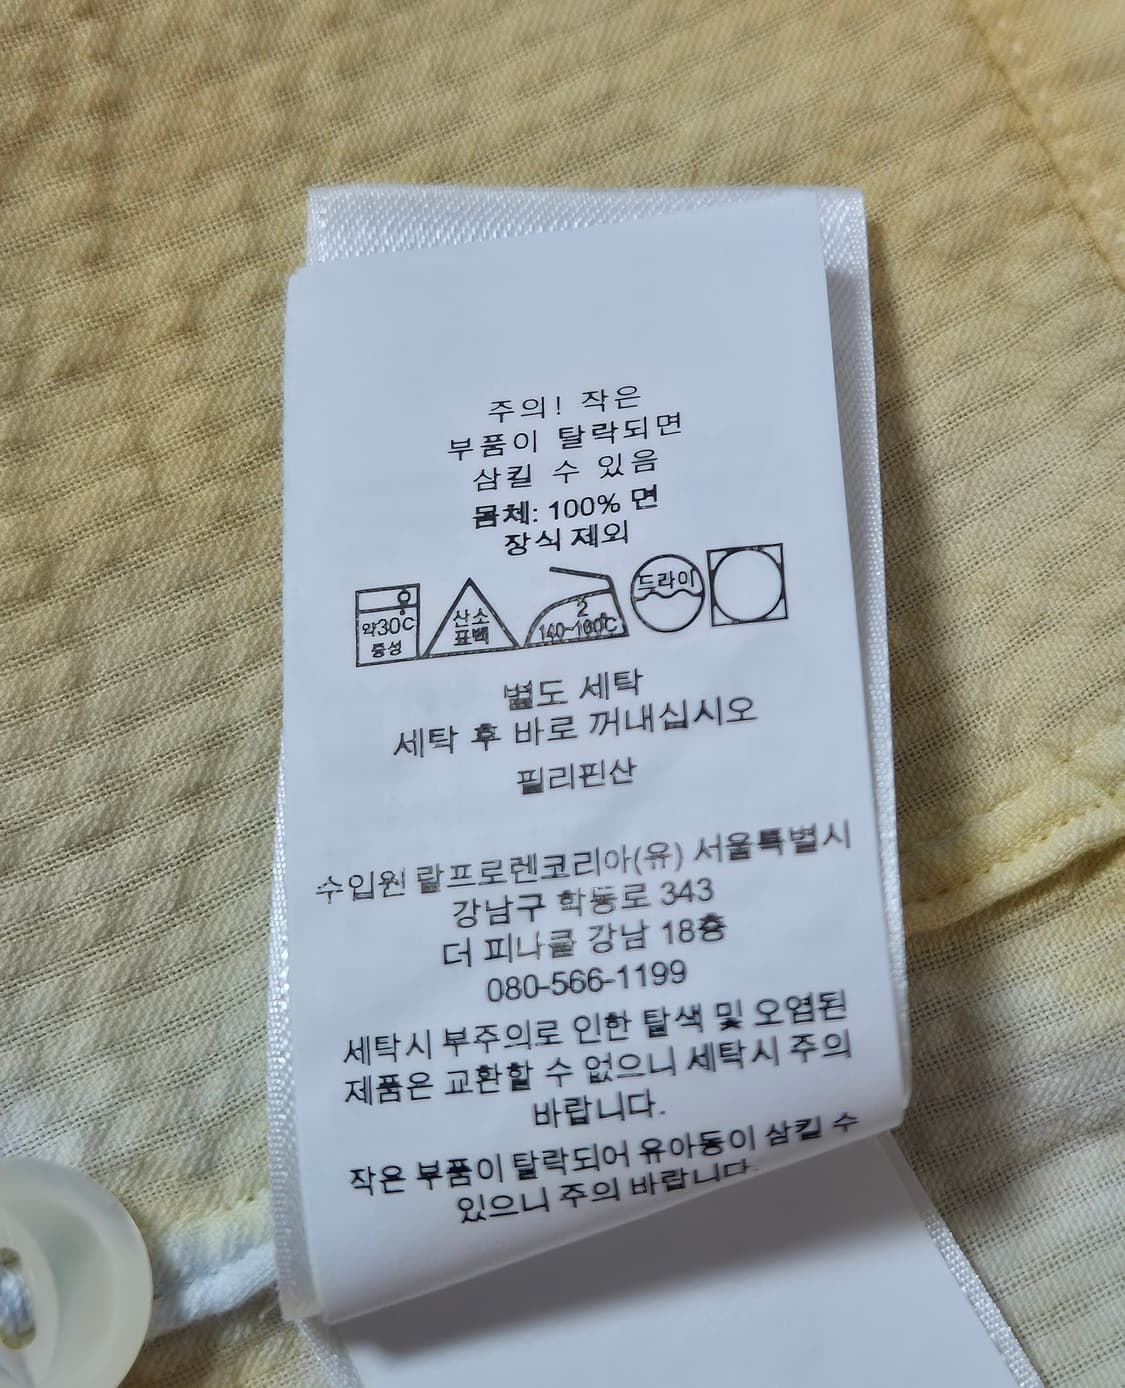 주의! 작은
부품이 탈락되면
삼킬 수 있음
몸체: 100% 면
장식 제외
약30℃
중성
산소
표백
2
140~160℃
드라이
별도 세탁
세탁 후 바로 꺼내십시오
필리핀산
수입원 랄프로렌코리아(유) 서울특별시
강남구 학동로 343
더 피나클 강남 18층
080-566-1199
세탁시 부주의로 인한 탈색 및 오염된
제품은 교환할 수 없으니 세탁시 주의
바랍니다.
작은 부품이 탈락되어 유아동이 삼킬 수
있으니 주의 바랍니다.